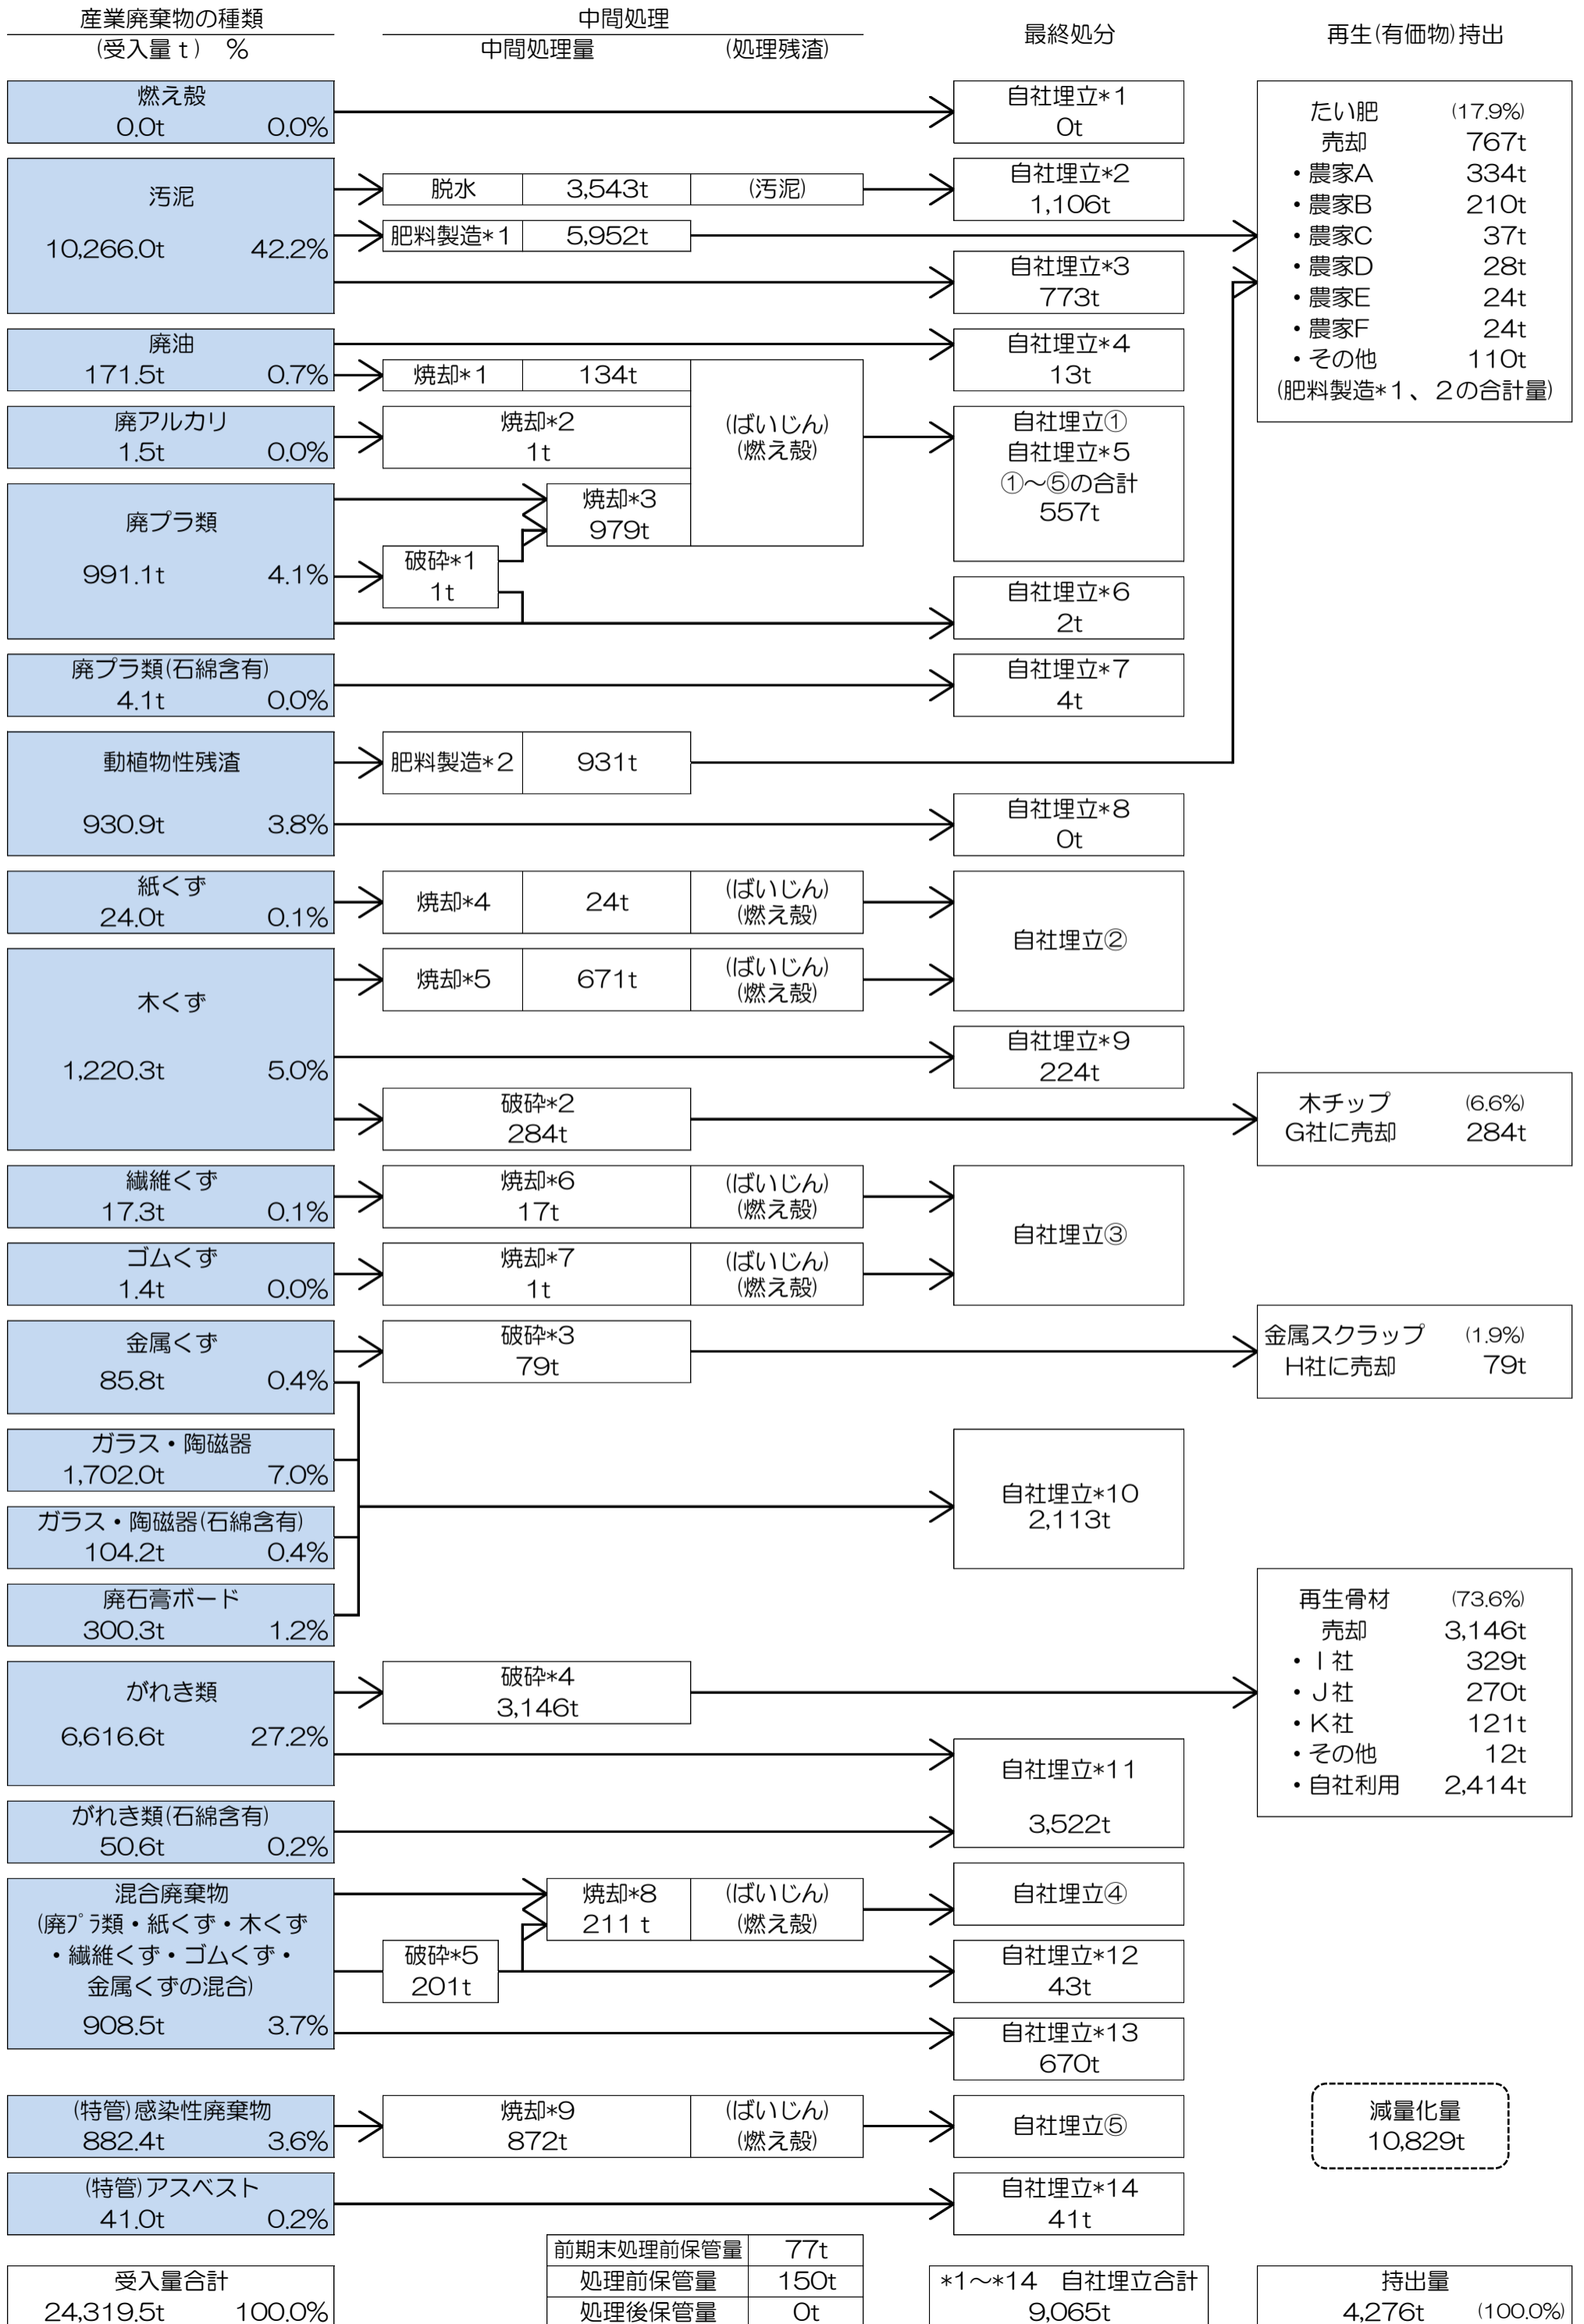 産業廃棄物の種類
(受入量ｔ)　%
中間処理
中間処理量　(処理残渣)
最終処分
再生(有価物)持出
燃え殻
0.0t　0.0%
自社埋立*1
0t
汚泥
10,266.0t　42.2%
脱水　3,543t　(汚泥)
自社埋立*2
1,106t
肥料製造*1　5,952t
自社埋立*3
773t
たい肥　(17.9%)
売却　767t
・農家A　334t
・農家B　210t
・農家C　37t
・農家D　28t
・農家E　24t
・農家F　24t
・その他　110t
(肥料製造*1、２の合計量)
廃油
171.5t　0.7%
自社埋立*4
13t
焼却*1　134t
廃アルカリ
1.5t　0.0%
焼却*2
1t
(ばいじん)
(燃え殻)
自社埋立①
自社埋立*5
①～⑤の合計
557t
廃プラ類
991.1t　4.1%
焼却*3
979t
破砕*1
1t
自社埋立*6
2t
廃プラ類(石綿含有)
4.1t　0.0%
自社埋立*7
4t
動植物性残渣
930.9t　3.8%
肥料製造*2　931t
自社埋立*8
0t
紙くず
24.0t　0.1%
焼却*4　24t
(ばいじん)
(燃え殻)
自社埋立②
木くず
1,220.3t　5.0%
焼却*5　671t
(ばいじん)
(燃え殻)
自社埋立*9
224t
破砕*2
284t
木チップ　(6.6%)
G社に売却　284t
繊維くず
17.3t　0.1%
焼却*6
17t
(ばいじん)
(燃え殻)
自社埋立③
ゴムくず
1.4t　0.0%
焼却*7
1t
(ばいじん)
(燃え殻)
金属くず
85.8t　0.4%
破砕*3
79t
金属スクラップ　(1.9%)
H社に売却　79t
ガラス・陶磁器
1,702.0t　7.0%
ガラス・陶磁器(石綿含有)
104.2t　0.4%
自社埋立*10
2,113t
廃石膏ボード
300.3t　1.2%
がれき類
6,616.6t　27.2%
破砕*4
3,146t
再生骨材　(73.6%)
売却　3,146t
・Ｉ社　329t
・Ｊ社　270t
・K社　121t
・その他　12t
・自社利用　2,414t
自社埋立*11
3,522t
がれき類(石綿含有)
50.6t　0.2%
混合廃棄物
(廃ﾌﾟﾗ類・紙くず・木くず
・繊維くず・ゴムくず・
金属くずの混合)
908.5t　3.7%
焼却*8
211ｔ
(ばいじん)
(燃え殻)
自社埋立④
破砕*5
201t
自社埋立*12
43t
自社埋立*13
670t
(特管)感染性廃棄物
882.4t　3.6%
焼却*9
872t
(ばいじん)
(燃え殻)
自社埋立⑤
減量化量
10,829t
(特管)アスベスト
41.0t　0.2%
自社埋立*14
41t
前期末処理前保管量　77t
処理前保管量　150t
処理後保管量　0t
受入量合計
24,319.5t　100.0%
*1～*14　自社埋立合計
9,065t
持出量
4,276t　(100.0%)